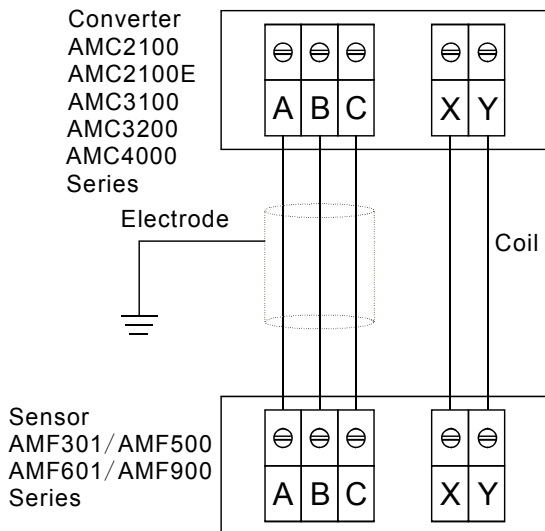 Converter
AMC2100
AMC2100E
AMC3100
AMC3200
AMC4000
Series
A B C X Y
Electrode
Coil
Sensor
AMF301/AMF500
AMF601/AMF900
Series
A B C X Y